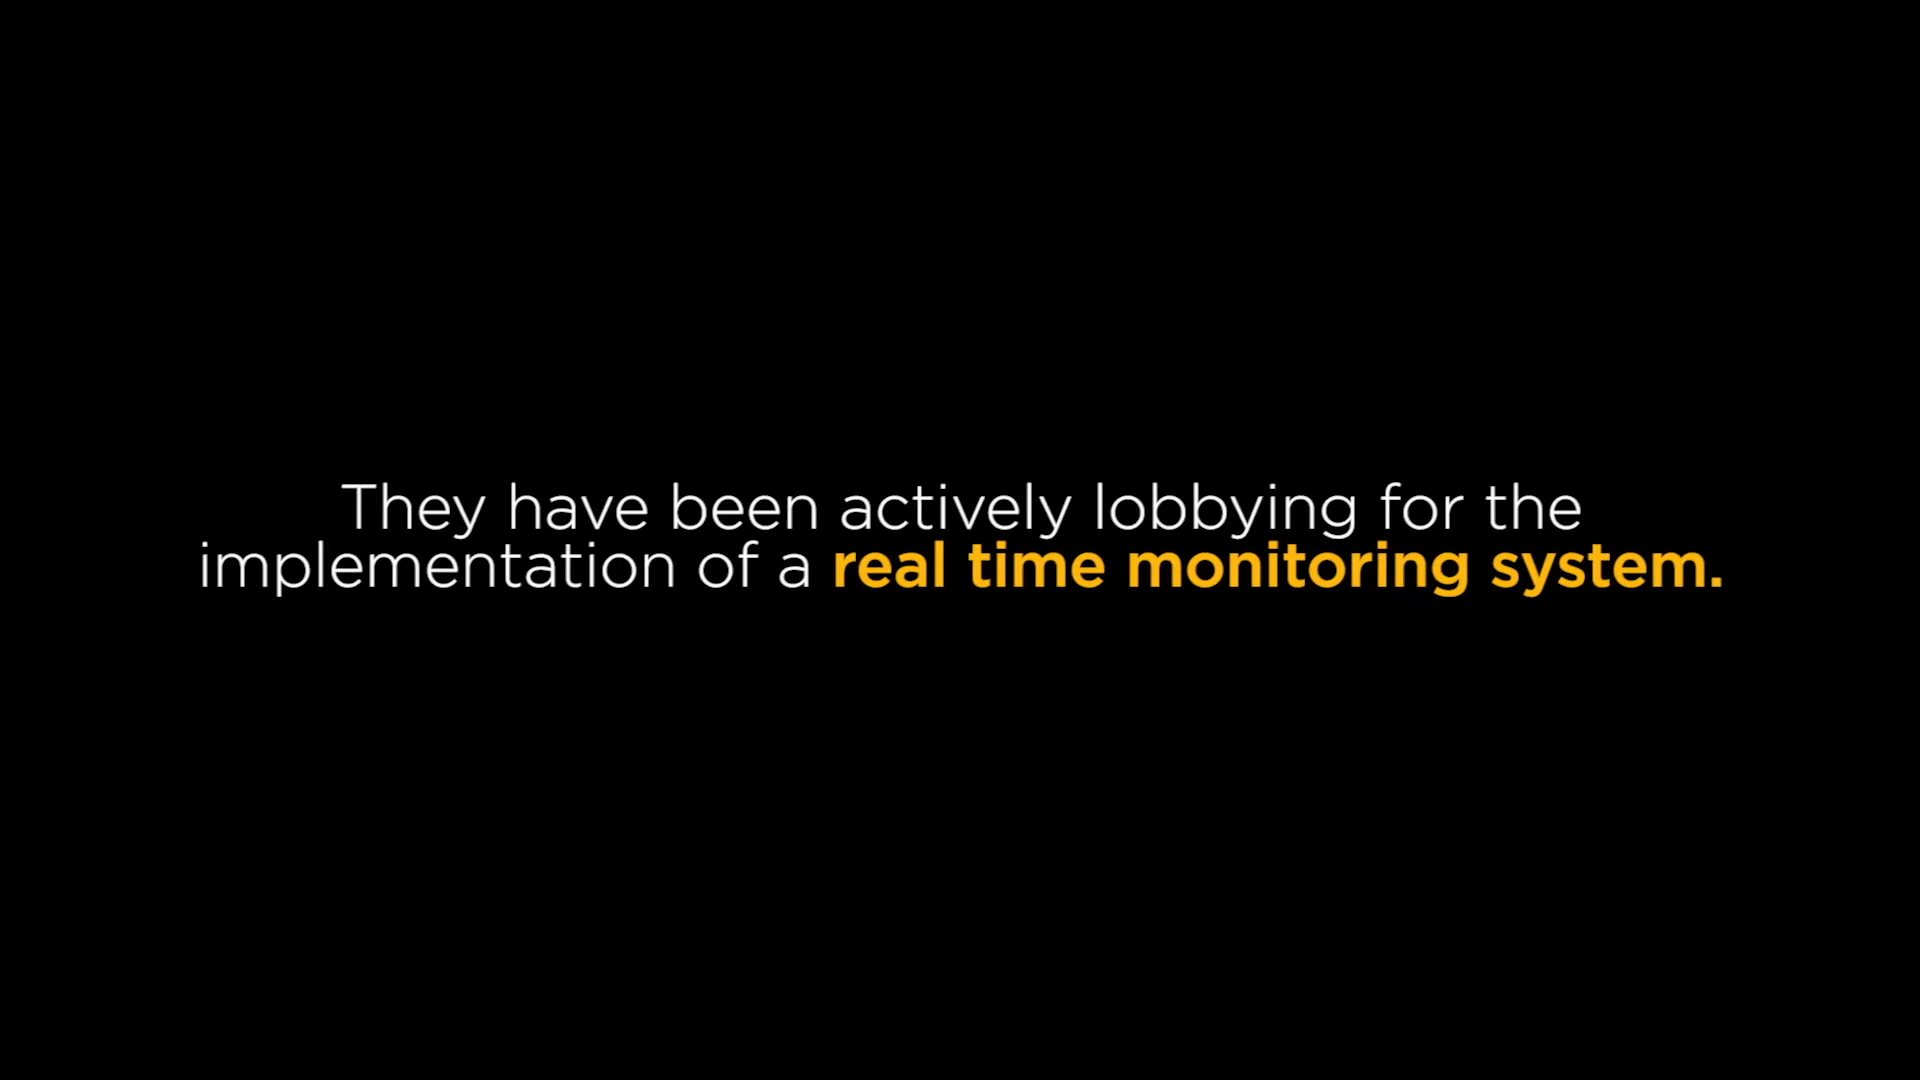 They have been actively lobbying for the
implementation of a real time monitoring system.